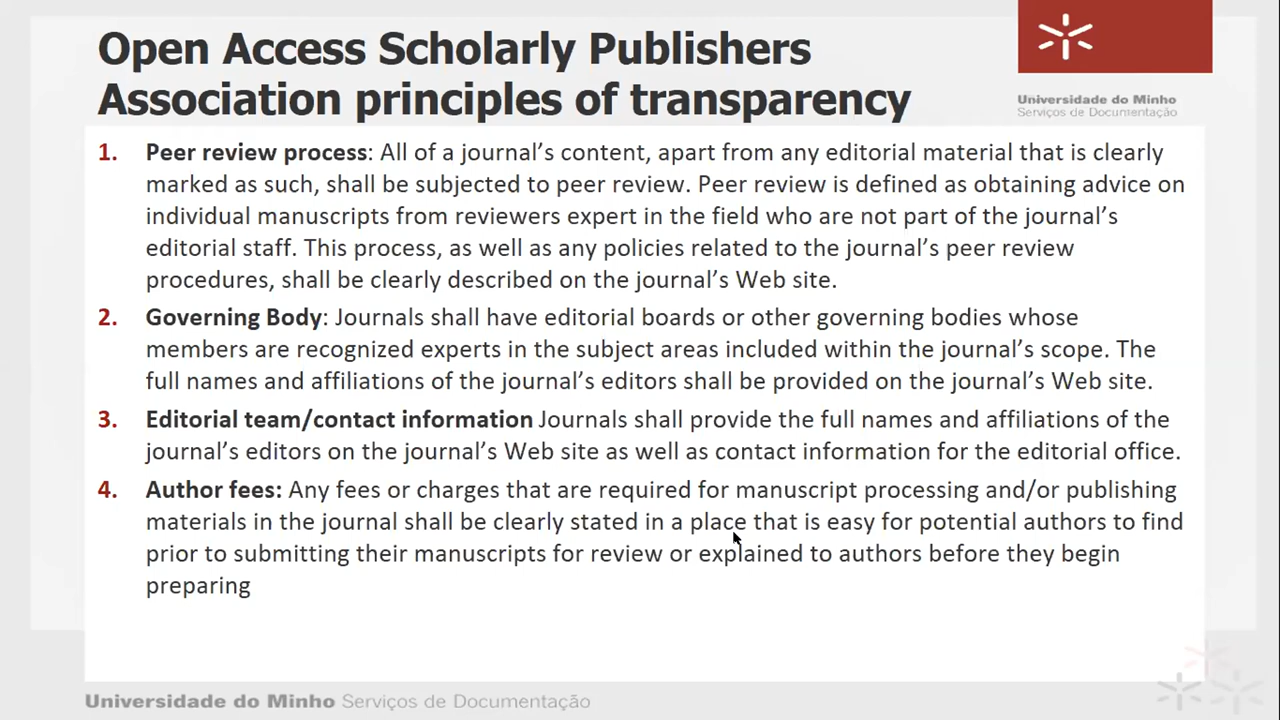 Open Access Scholarly Publishers
Association principles of transparency
Universidade do Minho
Serviços de Documentação
1. Peer review process: All of a journal’s content, apart from any editorial material that is clearly
marked as such, shall be subjected to peer review. Peer review is defined as obtaining advice on
individual manuscripts from reviewers expert in the field who are not part of the journal’s
editorial staff. This process, as well as any policies related to the journal’s peer review
procedures, shall be clearly described on the journal’s Web site.
2. Governing Body: Journals shall have editorial boards or other governing bodies whose
members are recognized experts in the subject areas included within the journal’s scope. The
full names and affiliations of the journal’s editors shall be provided on the journal’s Web site.
3. Editorial team/contact information Journals shall provide the full names and affiliations of the
journal’s editors on the journal’s Web site as well as contact information for the editorial office.
4. Author fees: Any fees or charges that are required for manuscript processing and/or publishing
materials in the journal shall be clearly stated in a place that is easy for potential authors to find
prior to submitting their manuscripts for review or explained to authors before they begin
preparing
Universidade do Minho Serviços de Documentação